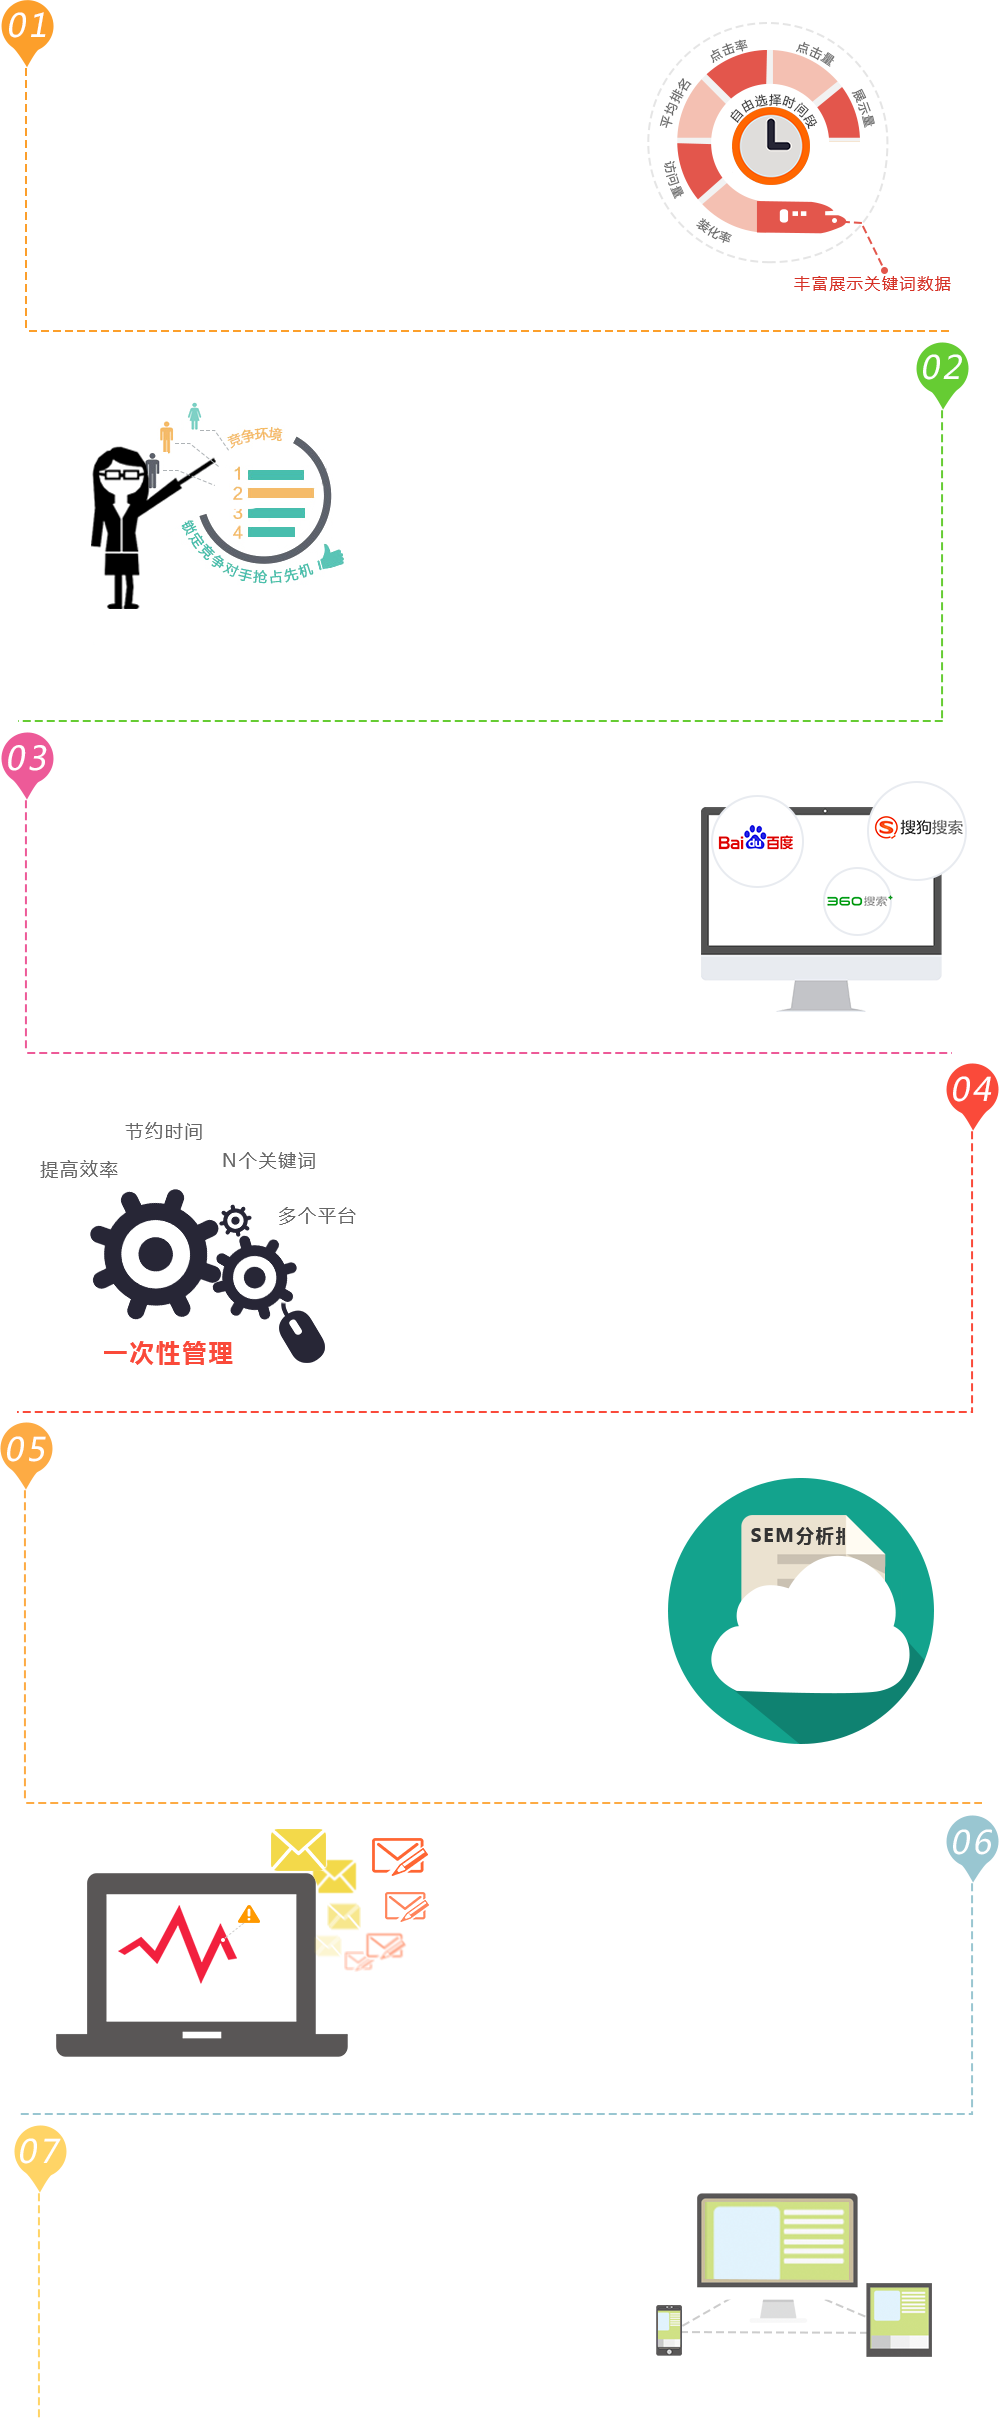 01
点击率
点击量
平均排名
展示量
自由选择时间段
访问量
装化率
丰富展示关键词数据
02
竞争环境
1
2
3
4
锁定竞争对手抢占先机
03
Bai du 百度
搜狗搜索
360搜索
04
节约时间
N个关键词
提高效率
多个平台
一次性管理
05
SEM分析报
06
07